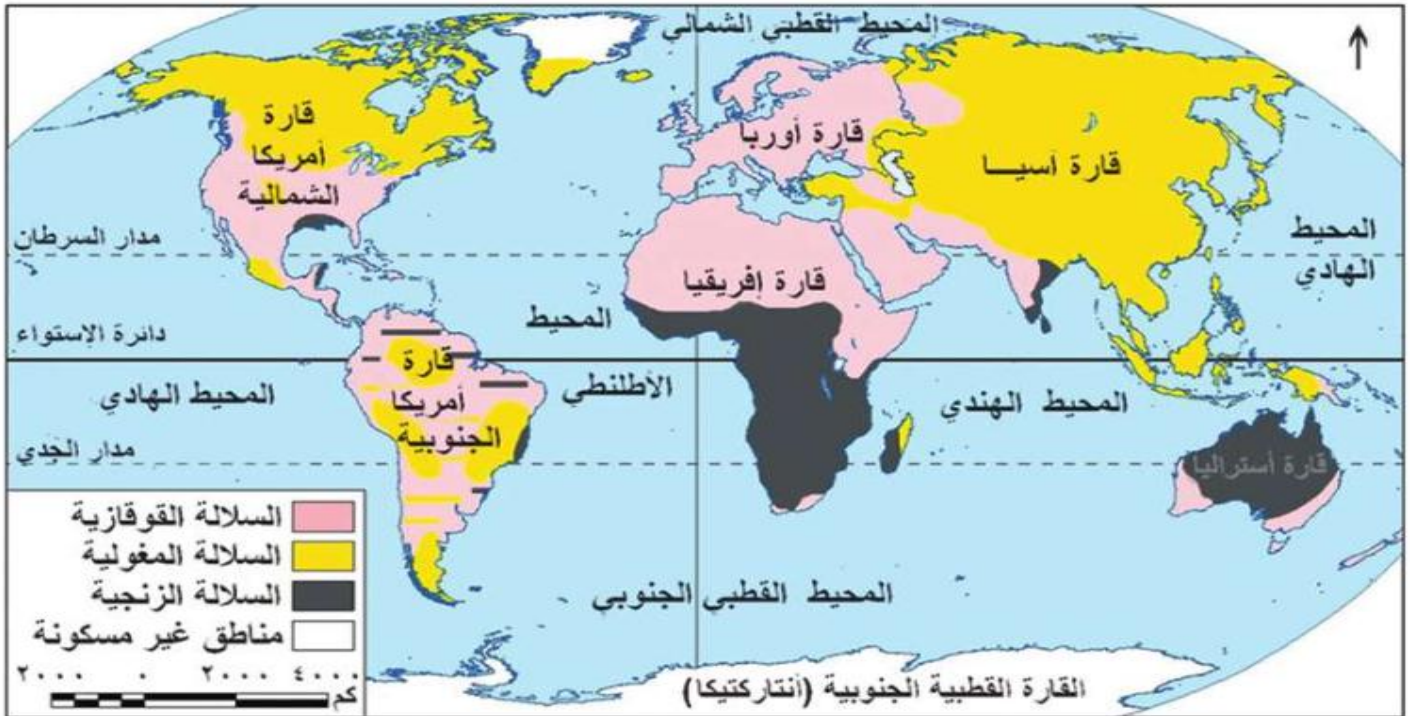 المحيط القطبي الشمالي
قارة
أمريكا
الشمالية
قارة أوربا
قارة آسيـــا
المحيط
الهادي
مدار السرطان
قارة إفريقيا
المحيط
الأطلنطي
دائرة الإستواء
قارة
أمريكا
الجنوبية
المحيط الهادي
المحيط الهندي
مدار الجدي
قارة أستراليا
السلالة القوقازية
السلالة المغولية
السلالة الزنجية
مناطق غير مسكونة
٢٠٠٠ ٠ ٢٠٠٠ ٤٠٠٠
كم
المحيط القطبي الجنوبي
القارة القطبية الجنوبية (أنتاركتيكا)